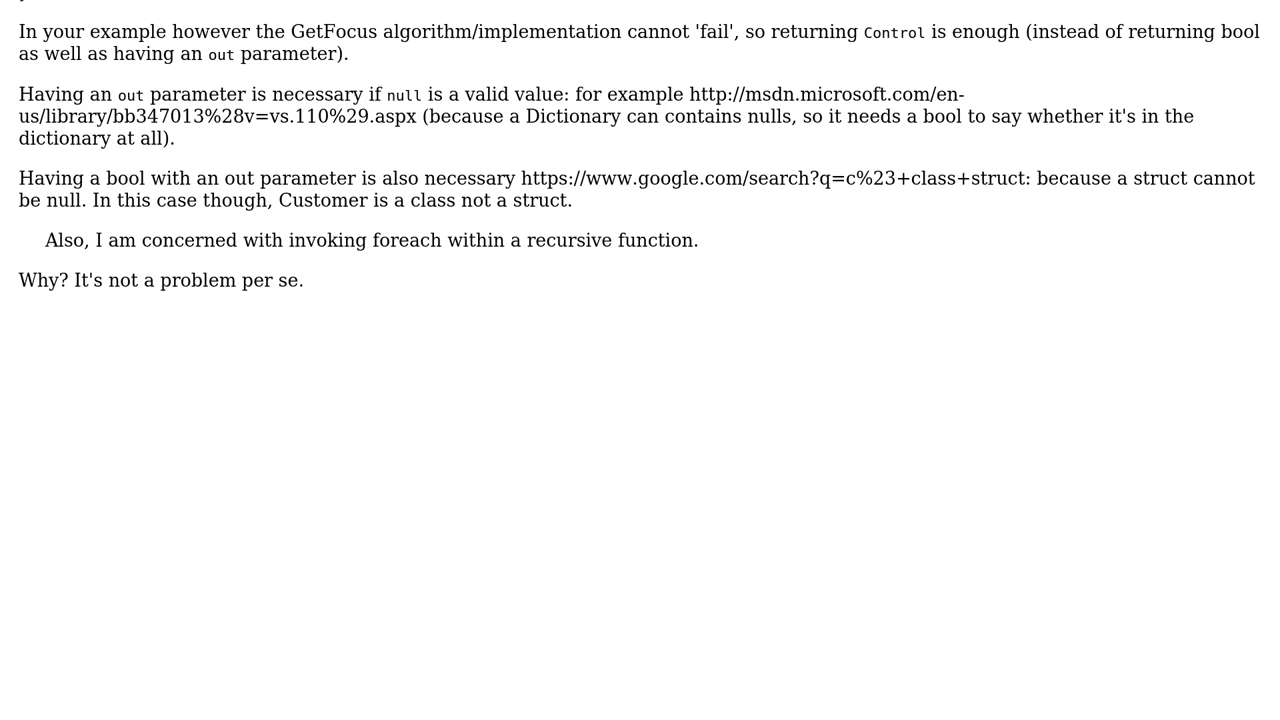 In your example however the GetFocus algorithm/implementation cannot 'fail', so returning Control is enough (instead of returning bool
as well as having an out parameter).
Having an out parameter is necessary if null is a valid value: for example http://msdn.microsoft.com/en-
us/library/bb347013%28v=vs.110%29.aspx (because a Dictionary can contains nulls, so it needs a bool to say whether it's in the
dictionary at all).
Having a bool with an out parameter is also necessary https://www.google.com/search?q=c%23+class+struct: because a struct cannot
be null. In this case though, Customer is a class not a struct.
Also, I am concerned with invoking foreach within a recursive function.
Why? It's not a problem per se.